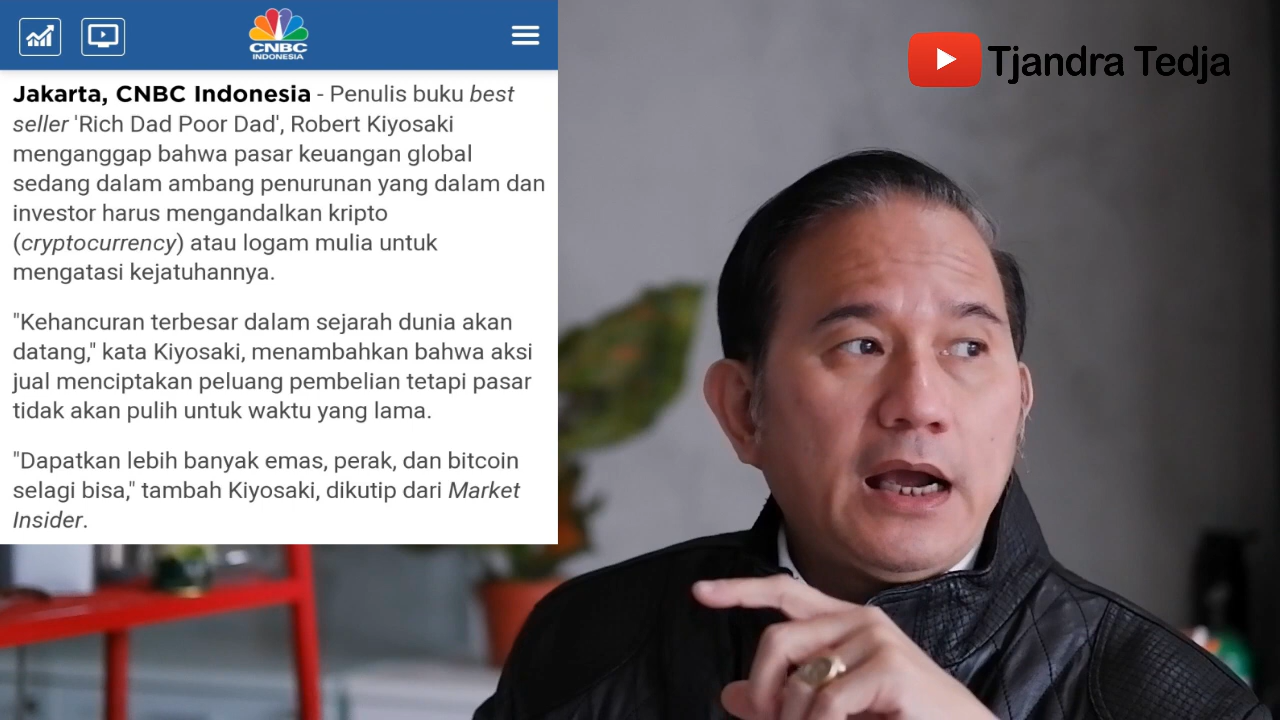 CNBC
INDONESIA
Tjandra Tedja
Jakarta, CNBC Indonesia - Penulis buku best
seller 'Rich Dad Poor Dad', Robert Kiyosaki
menganggap bahwa pasar keuangan global
sedang dalam ambang penurunan yang dalam dan
investor harus mengandalkan kripto
(cryptocurrency) atau logam mulia untuk
mengatasi kejatuhannya.
"Kehancuran terbesar dalam sejarah dunia akan
datang," kata Kiyosaki, menambahkan bahwa aksi
jual menciptakan peluang pembelian tetapi pasar
tidak akan pulih untuk waktu yang lama.
"Dapatkan lebih banyak emas, perak, dan bitcoin
selagi bisa," tambah Kiyosaki, dikutip dari Market
Insider.